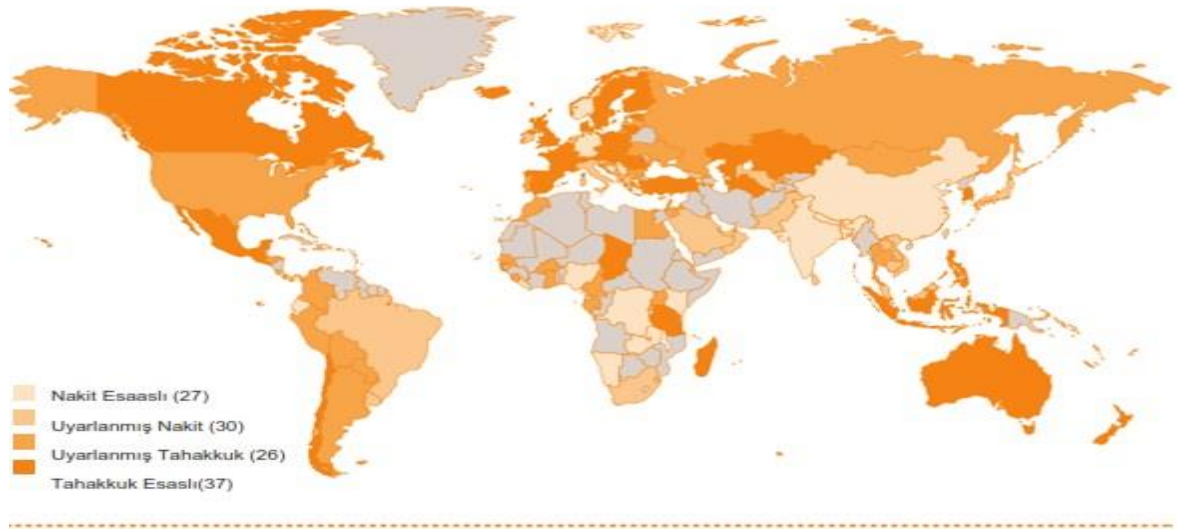 Nakit Esaaslı (27)
Uyarlanmış Nakit (30)
Uyarlanmış Tahakkuk (26)
Tahakkuk Esaslı(37)